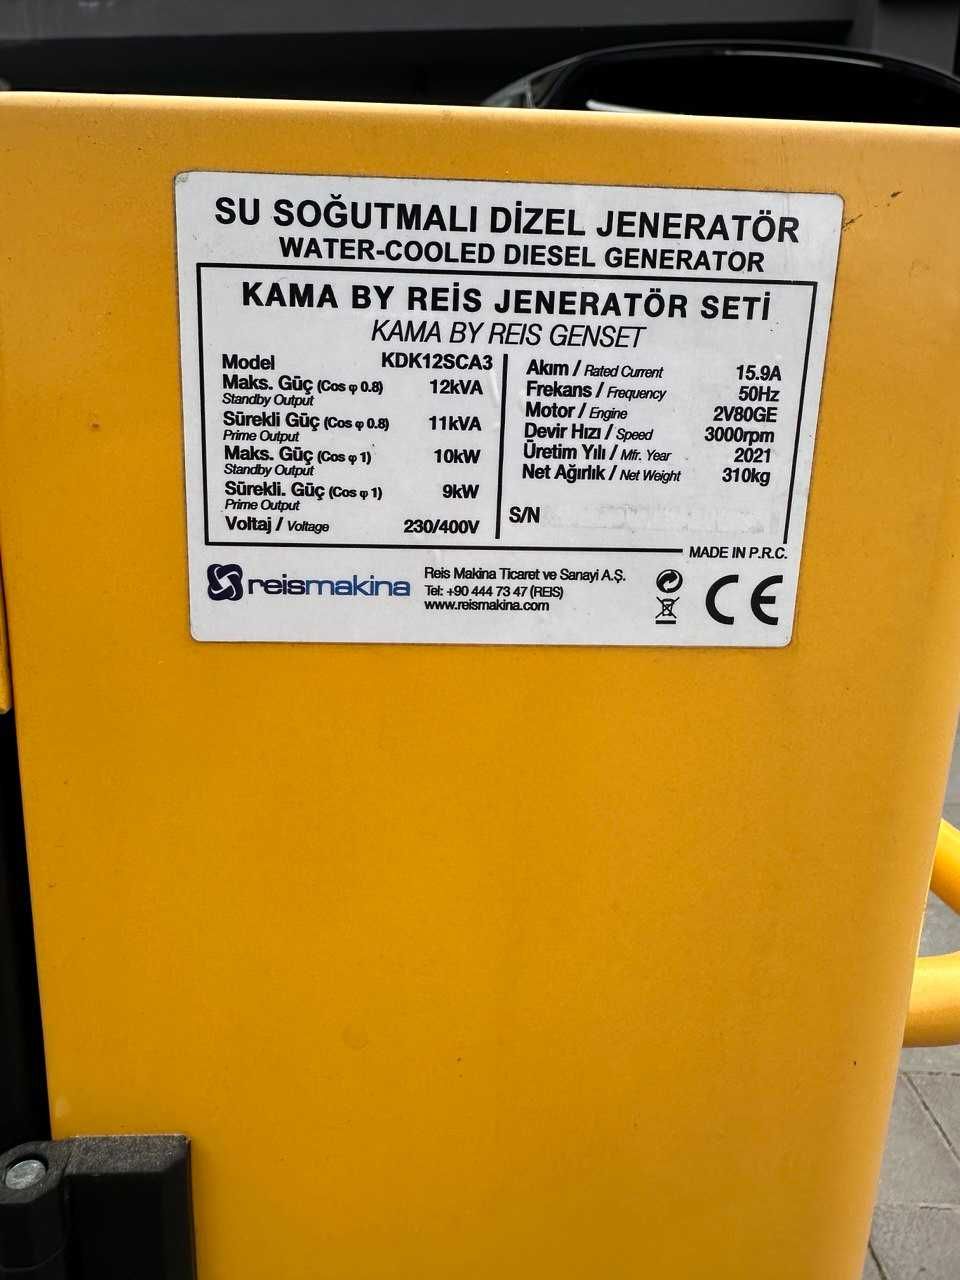 SU SOĞUTMALI DİZEL JENERATÖR
WATER-COOLED DIESEL GENERATOR
KAMA BY REİS JENERATÖR SETİ
KAMA BY REIS GENSET
Model KDK12SCA3
Maks. Güç (Cos φ 0.8) 12kVA
Standby Output
Sürekli Güç (Cos φ 0.8) 11kVA
Prime Output
Maks. Güç (Cos φ 1) 10kW
Standby Output
Sürekli. Güç (Cos φ 1) 9kW
Prime Output
Voltaj / Voltage 230/400V
Akım / Rated Current 15.9A
Frekans / Frequency 50Hz
Motor / Engine 2V80GE
Devir Hızı / Speed 3000rpm
Üretim Yılı / Mfr. Year 2021
Net Ağırlık / Net Weight 310kg
S/N
MADE IN P.R.C.
reismakina
Reis Makina Ticaret ve Sanayi A.Ş.
Tel: +90 444 73 47 (REIS)
www.reismakina.com
CE